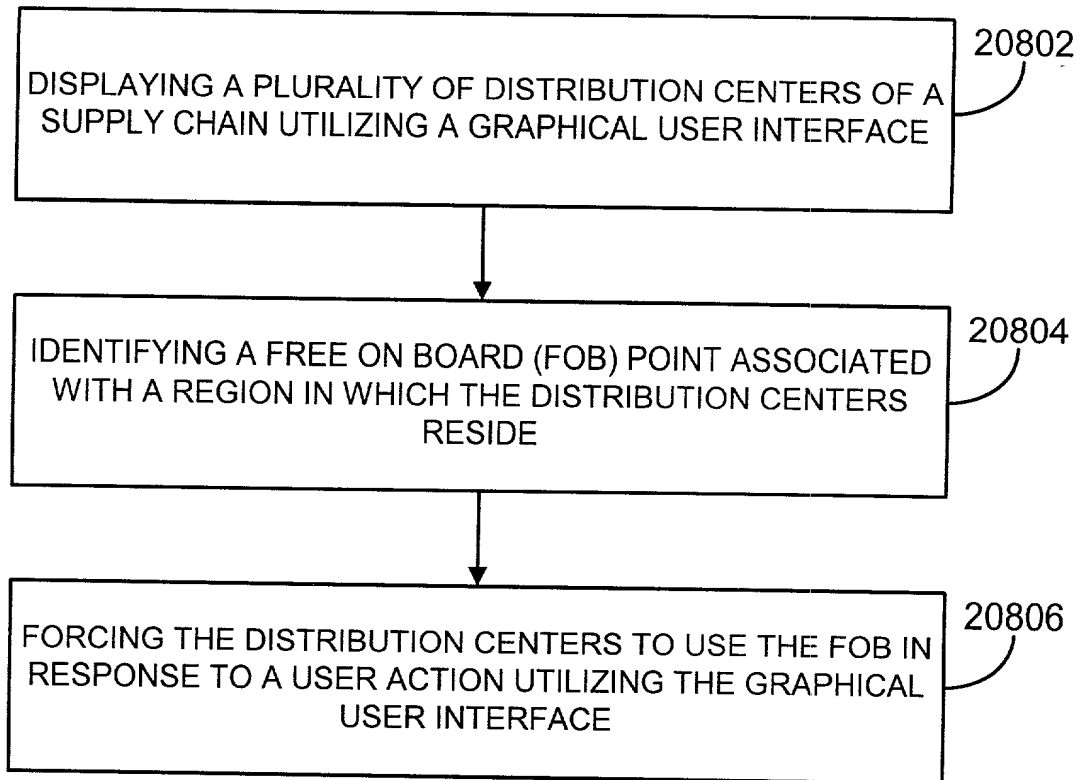 20802
DISPLAYING A PLURALITY OF DISTRIBUTION CENTERS OF A
SUPPLY CHAIN UTILIZING A GRAPHICAL USER INTERFACE
20804
IDENTIFYING A FREE ON BOARD (FOB) POINT ASSOCIATED
WITH A REGION IN WHICH THE DISTRIBUTION CENTERS
RESIDE
20806
FORCING THE DISTRIBUTION CENTERS TO USE THE FOB IN
RESPONSE TO A USER ACTION UTILIZING THE GRAPHICAL
USER INTERFACE